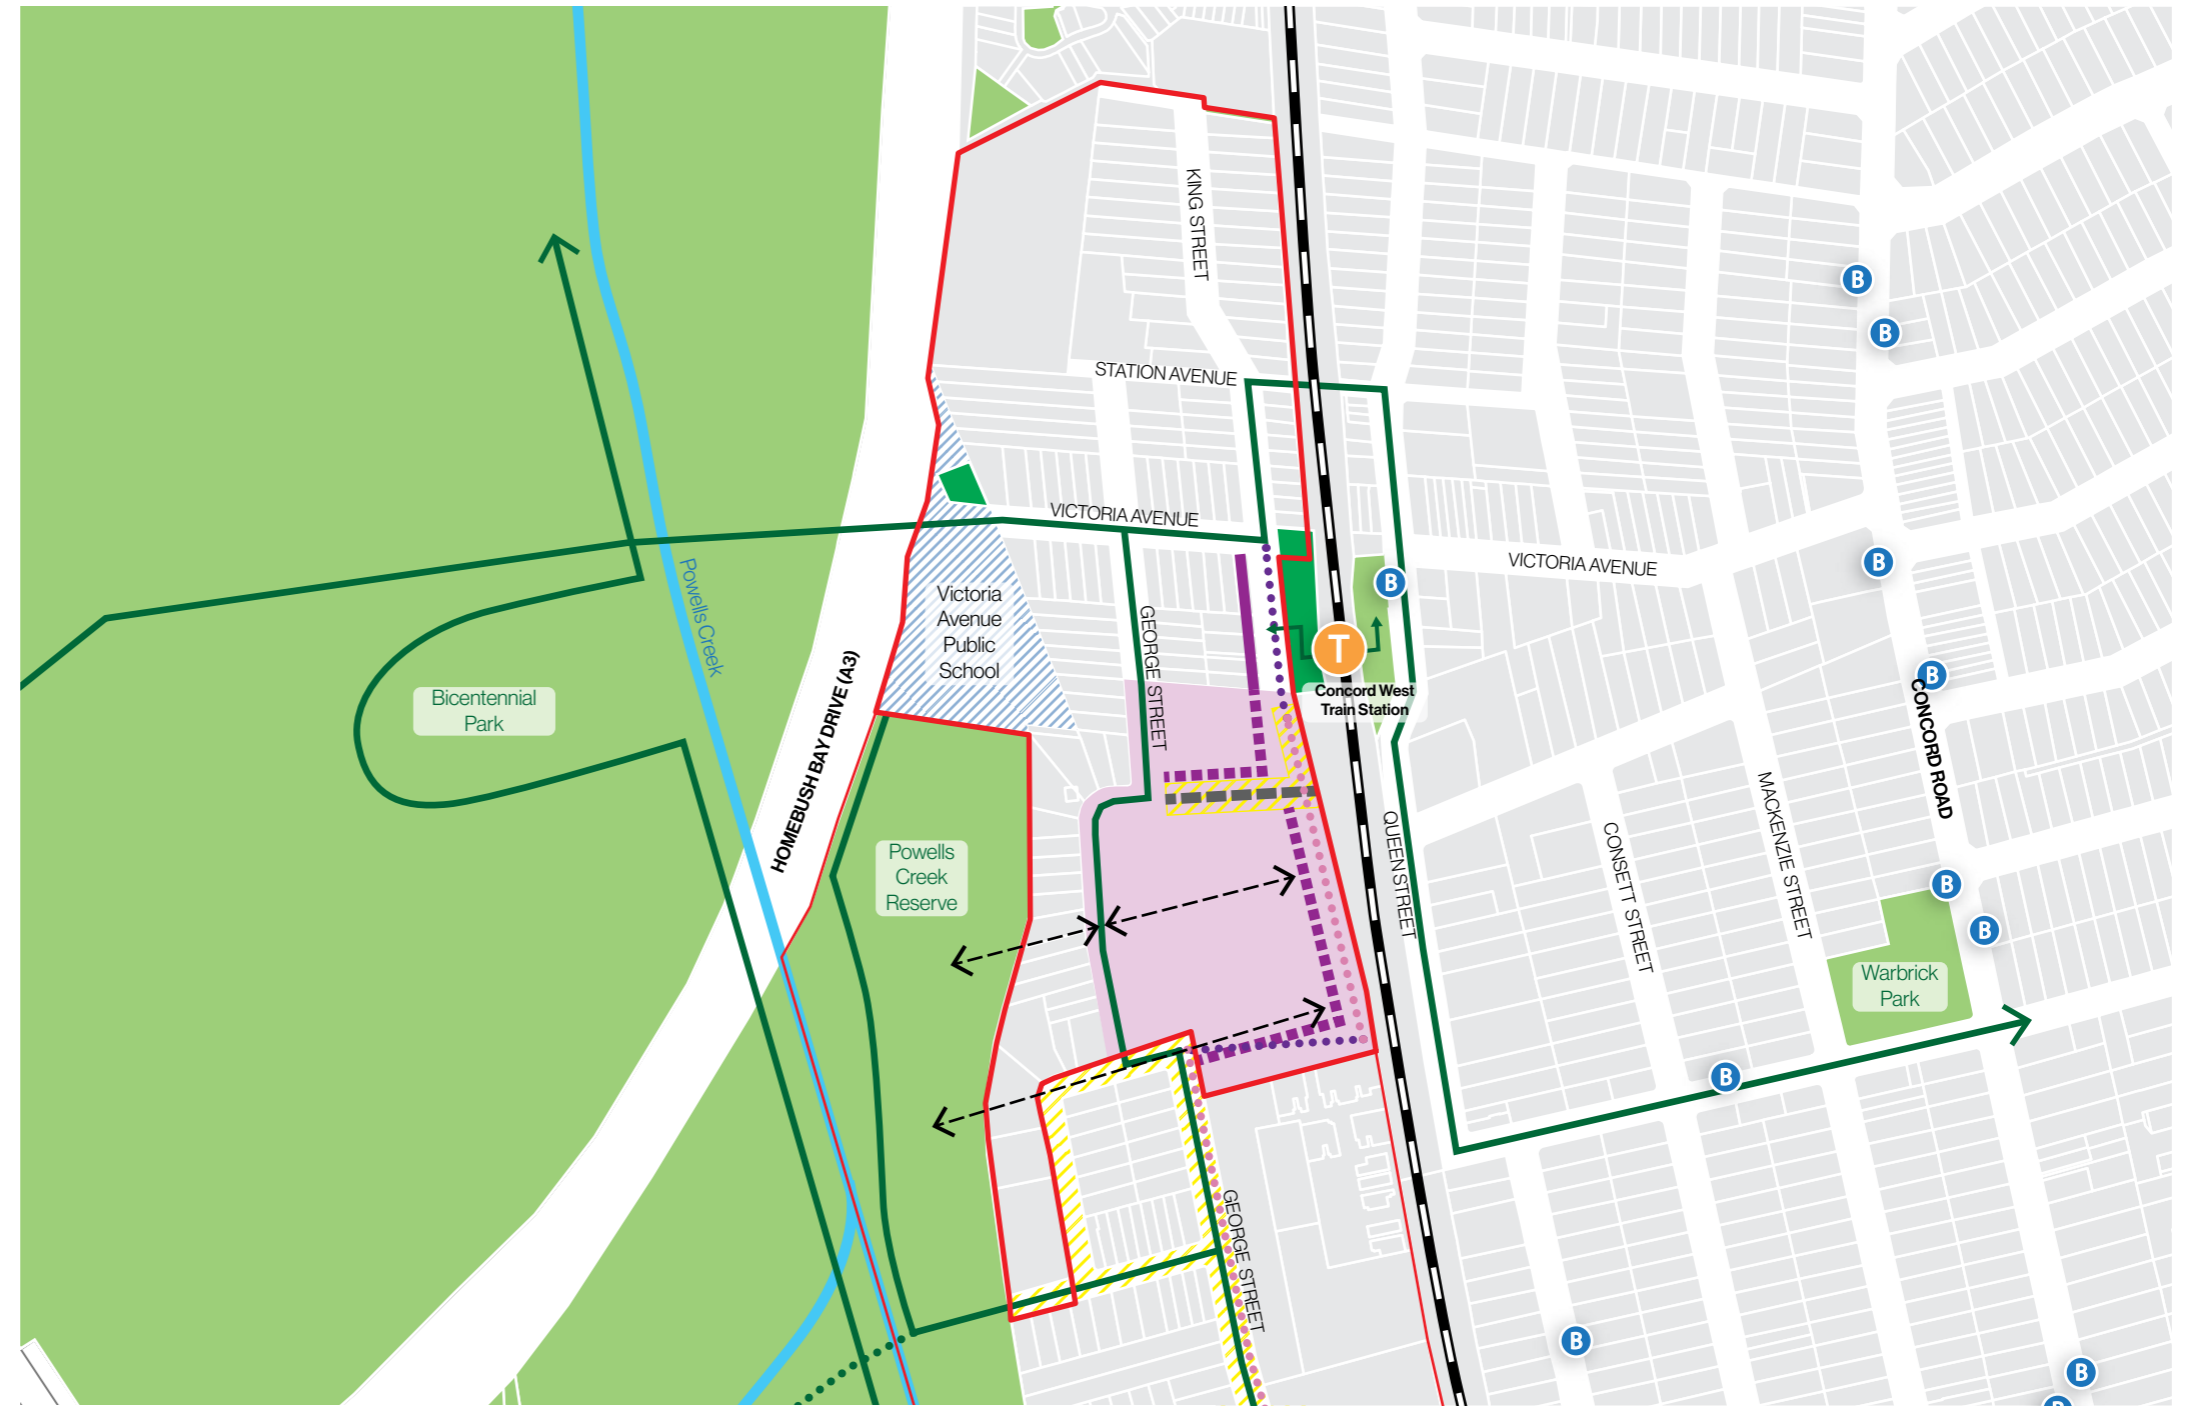 KING STREET
B
B
STATION AVENUE
VICTORIA AVENUE
VICTORIA AVENUE
B
B
Powells Creek
Victoria
Avenue
Public
School
GEORGE STREET
T
Concord West
Train Station
B
CONCORD ROAD
Bicentennial
Park
HOMEBUSH BAY DRIVE (A3)
Powells
Creek
Reserve
QUEEN STREET
CONSETT STREET
MACKENZIE STREET
B
B
Warbrick
Park
B
GEORGE STREET
B
B
B